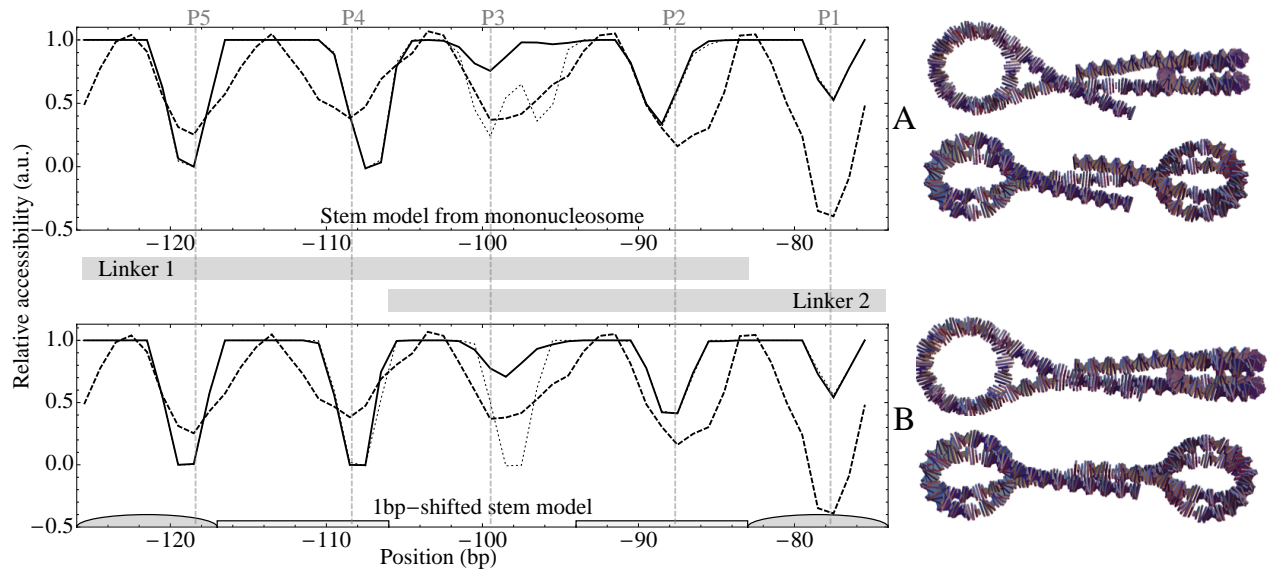 P5 P4 P3 P2 P1
1.0
0.5
0.0
−0.5
Stem model from mononucleosome
−120 −110 −100 −90 −80
A
Relative accessibility (a.u.)
Linker 1
Linker 2
1.0
0.5
0.0
−0.5
1bp−shifted stem model
−120 −110 −100 −90 −80
Position (bp)
B